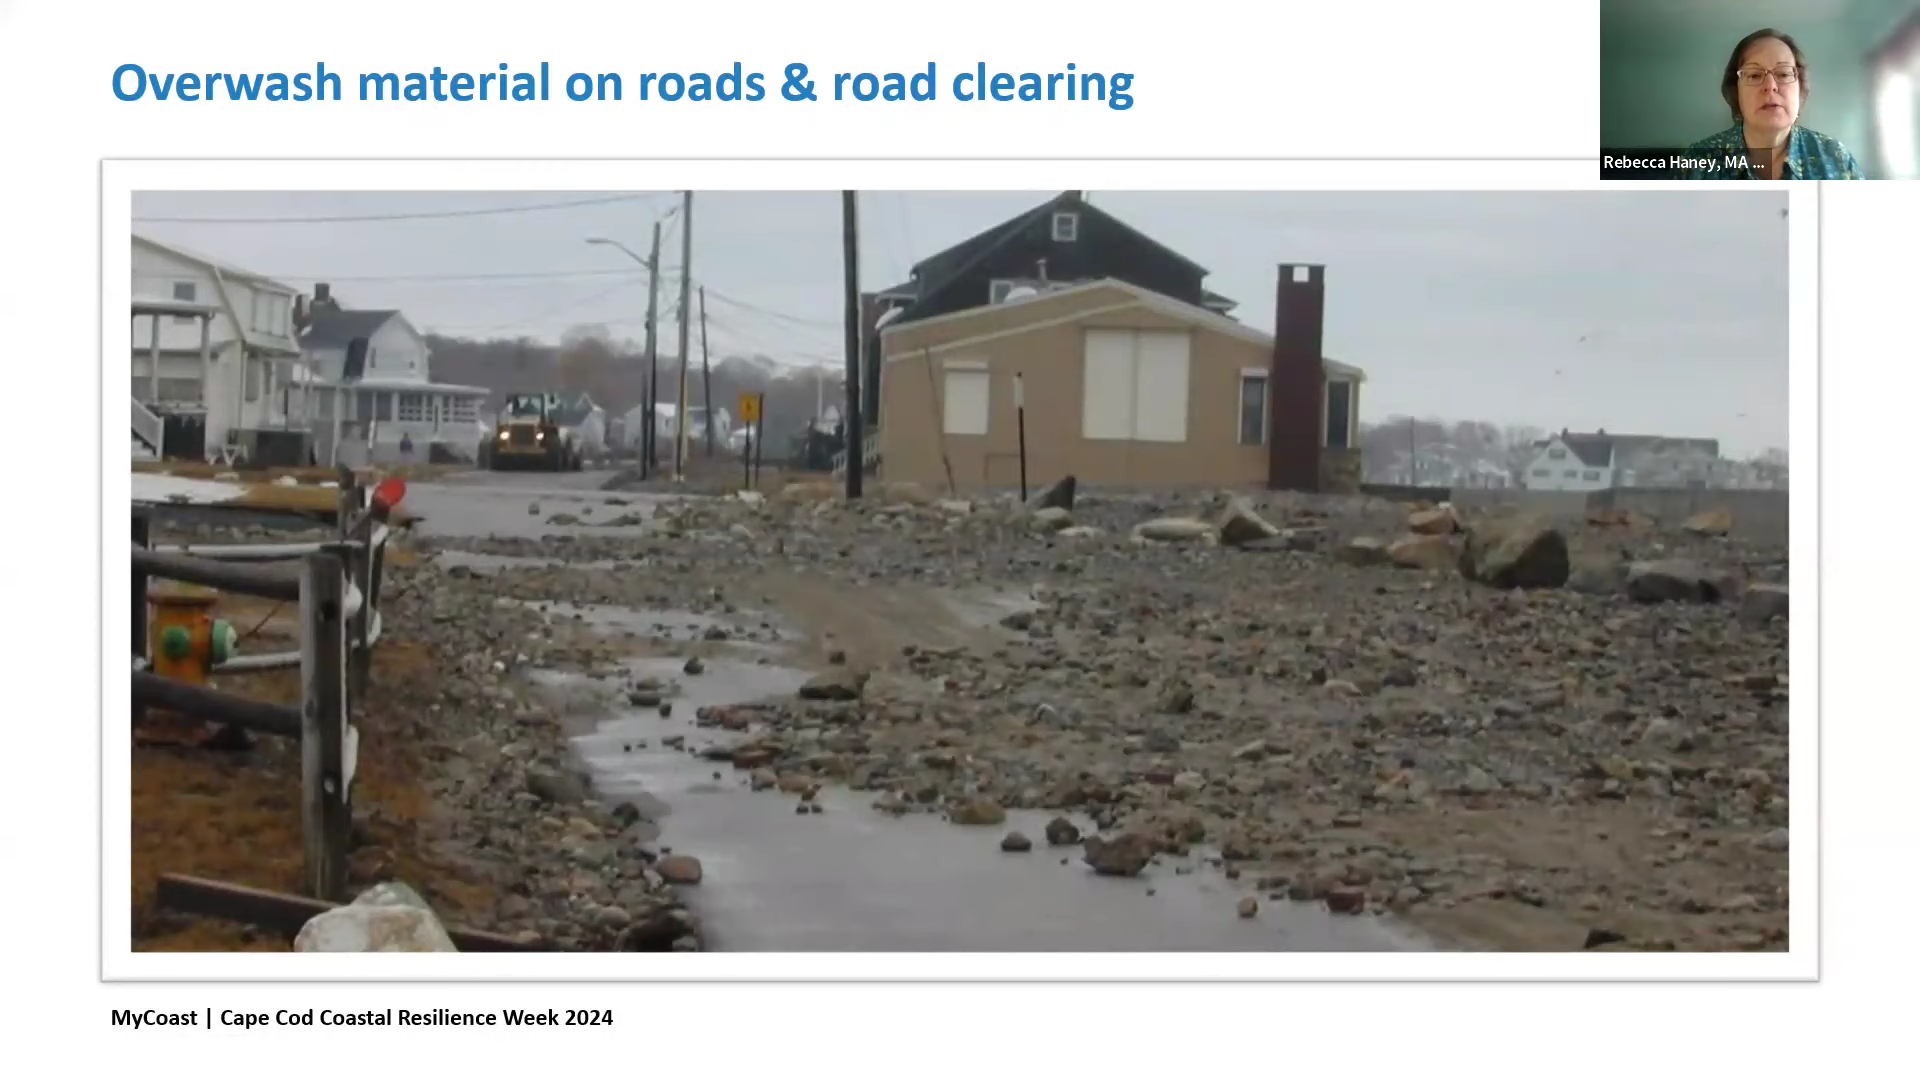 Overwash material on roads & road clearing
Rebecca Haney, MA ...
MyCoast | Cape Cod Coastal Resilience Week 2024